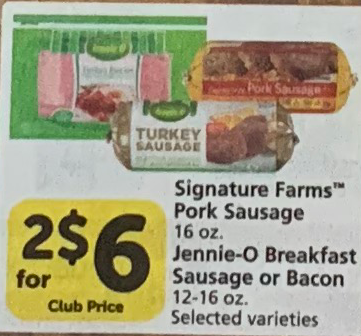 Turkey Bacon
Pork Sausage
TURKEY
SAUSAGE
2 for $6
Club Price
Signature Farms™
Pork Sausage
16 oz.
Jennie-O Breakfast
Sausage or Bacon
12-16 oz.
Selected varieties